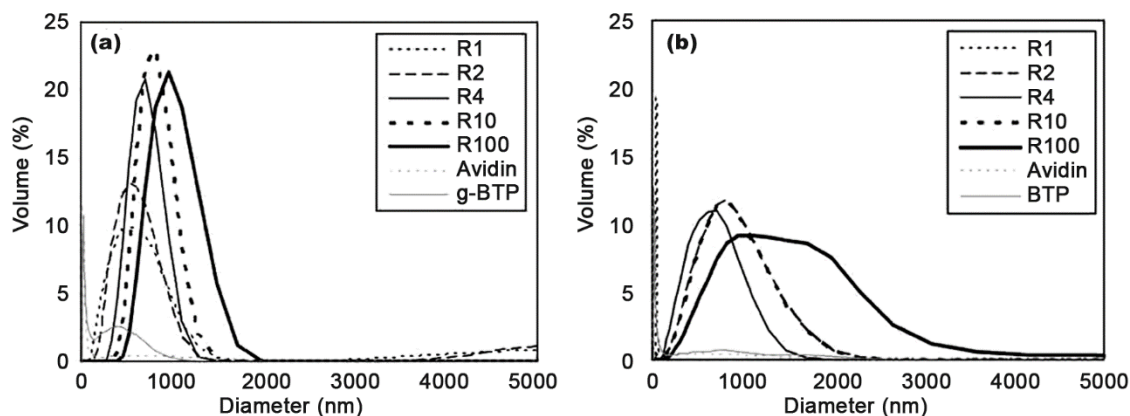 (a)
25
20
15
10
5
0
Volume (%)
R1
R2
R4
R10
R100
Avidin
g-BTP
0 1000 2000 3000 4000 5000
Diameter (nm)
(b)
25
20
15
10
5
0
Volume (%)
R1
R2
R4
R10
R100
Avidin
BTP
0 1000 2000 3000 4000 5000
Diameter (nm)